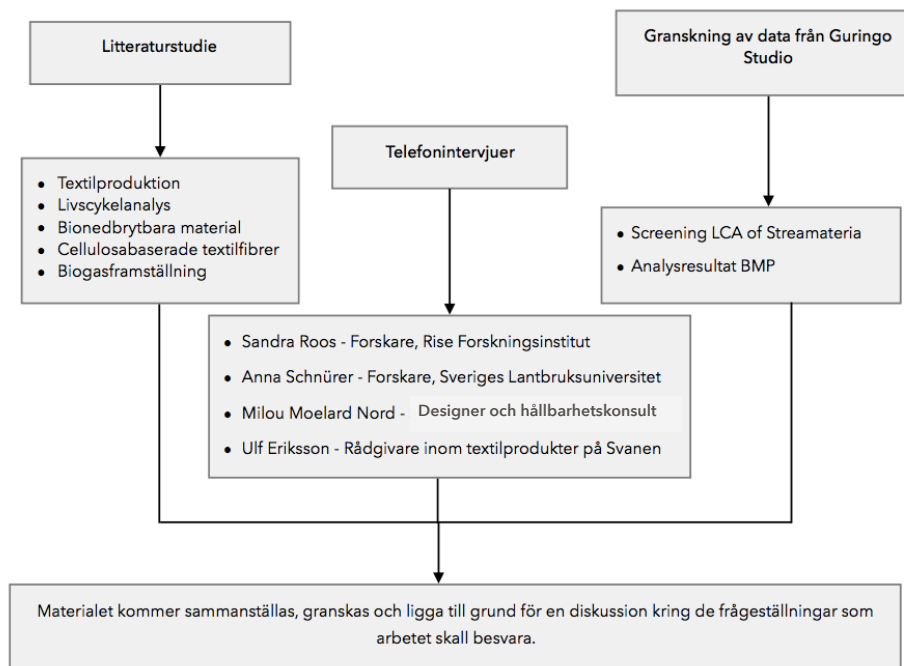 Litteraturstudie
Granskning av data från Guringo
Studio
Telefonintervjuer
• Textilproduktion
• Livscykelanalys
• Bionedbrytbara material
• Cellulosabaserade textilfibrer
• Biogasframställning
• Screening LCA of Streamateria
• Analysresultat BMP
• Sandra Roos - Forskare, Rise Forskningsinstitut
• Anna Schnürer - Forskare, Sveriges Lantbruksuniversitet
• Milou Moelard Nord - Designer och hållbarhetskonsult
• Ulf Eriksson - Rådgivare inom textilprodukter på Svanen
Materialet kommer sammanställas, granskas och ligga till grund för en diskussion kring de frågeställningar som
arbetet skall besvara.